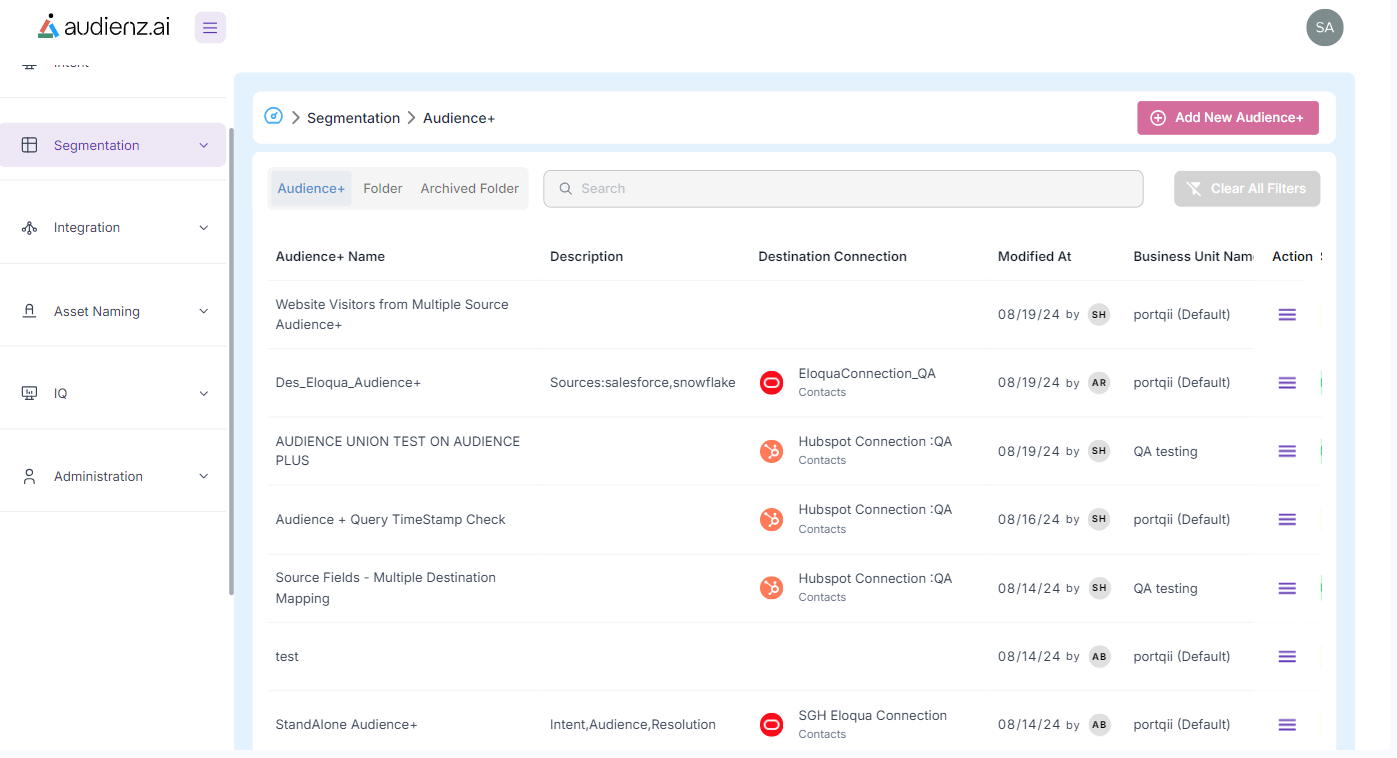 audienz.ai
SA
Intent
Segmentation
Integration
Asset Naming
IQ
Administration
Segmentation > Audience+
Add New Audience+
Audience+ Folder Archived Folder
Search
Clear All Filters
Audience+ Name Description Destination Connection Modified At Business Unit Nam Action
Website Visitors from Multiple Source
Audience+
08/19/24 by SH portqii (Default)
Des_Eloqua_Audience+ Sources:salesforce,snowflake
EloquaConnection_QA
Contacts
08/19/24 by AR portqii (Default)
AUDIENCE UNION TEST ON AUDIENCE
PLUS
Hubspot Connection :QA
Contacts
08/19/24 by SH QA testing
Audience + Query TimeStamp Check
Hubspot Connection :QA
Contacts
08/16/24 by SH portqii (Default)
Source Fields - Multiple Destination
Mapping
Hubspot Connection :QA
Contacts
08/14/24 by SH QA testing
test
08/14/24 by AB portqii (Default)
StandAlone Audience+ Intent,Audience,Resolution
SGH Eloqua Connection
Contacts
08/14/24 by AB portqii (Default)